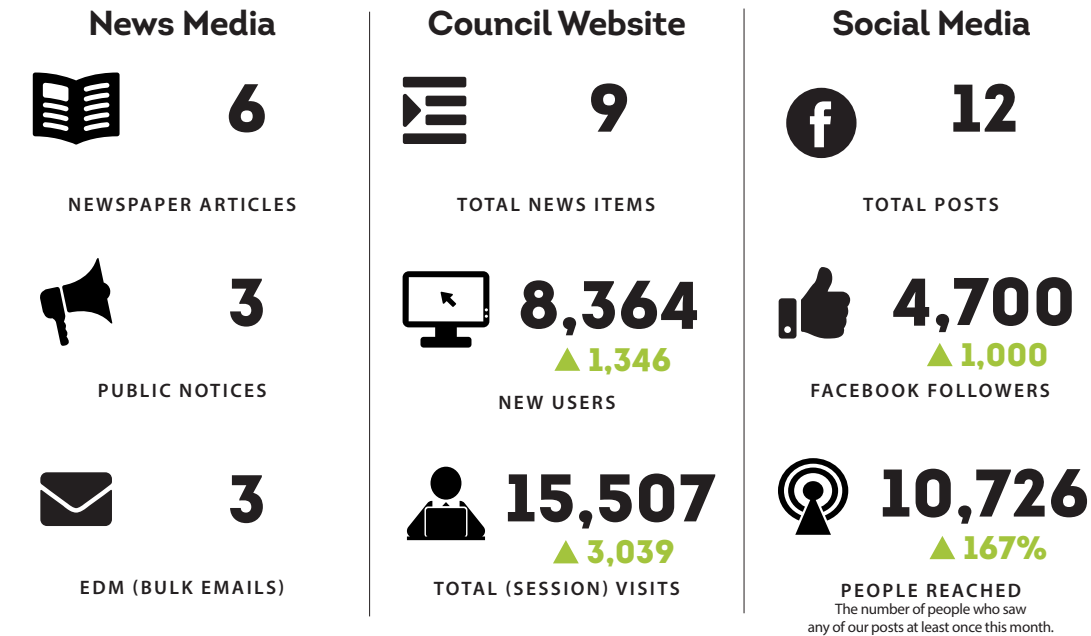 News Media
6
NEWSPAPER ARTICLES
3
PUBLIC NOTICES
3
EDM (BULK EMAILS)
Council Website
9
TOTAL NEWS ITEMS
8,364
▲ 1,346
NEW USERS
15,507
▲ 3,039
TOTAL (SESSION) VISITS
Social Media
f
12
TOTAL POSTS
4,700
▲ 1,000
FACEBOOK FOLLOWERS
10,726
▲ 167%
PEOPLE REACHED
The number of people who saw
any of our posts at least once this month.